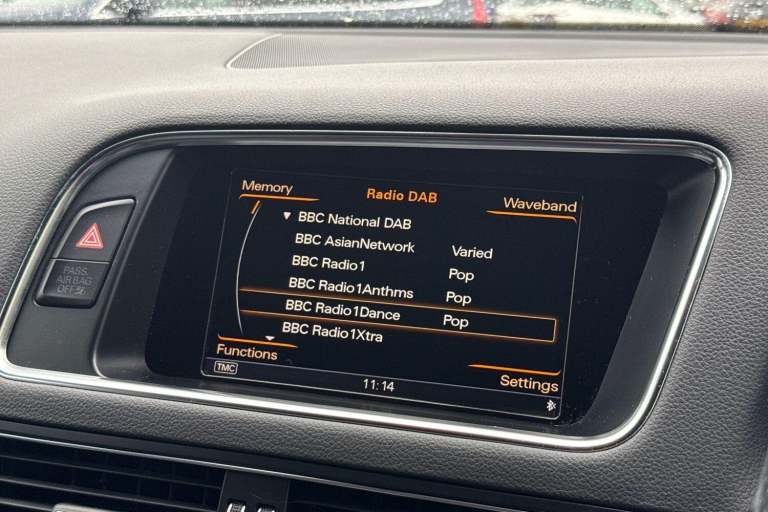 Memory Radio DAB Waveband
BBC National DAB
BBC AsianNetwork Varied
BBC Radio1 Pop
BBC Radio1Anthms Pop
BBC Radio1Dance Pop
BBC Radio1Xtra
Functions Settings
TMC 11:14
PASS.
AIR BAG
OFF